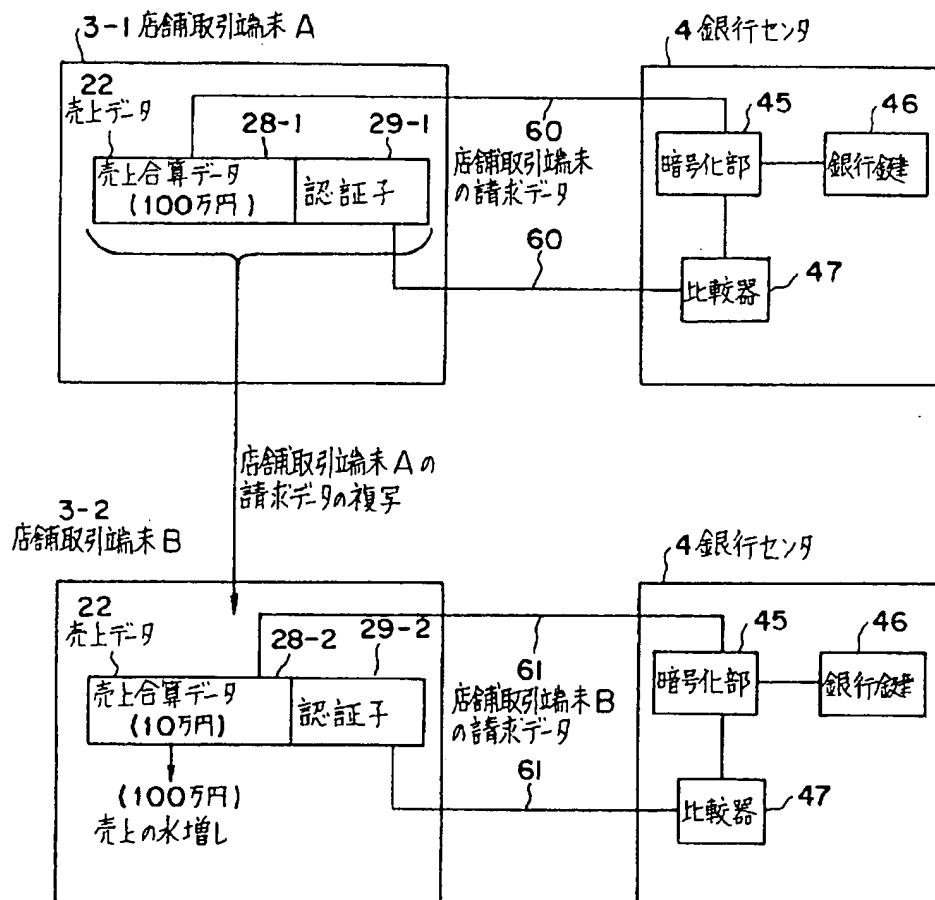 3-1 店舗取引端末A
22
売上データ
28-1
29-1
売上合算データ
(100万円)
認証子
60
店舗取引端末
の請求データ
60
4 銀行センタ
45
46
暗号化部
銀行鍵
比較器
47
店舗取引端末Aの
請求データの複写
3-2
店舗取引端末B
22
売上データ
28-2
29-2
売上合算データ
(10万円)
認証子
(100万円)
売上の水増し
61
店舗取引端末B
の請求データ
61
4 銀行センタ
45
46
暗号化部
銀行鍵
比較器
47